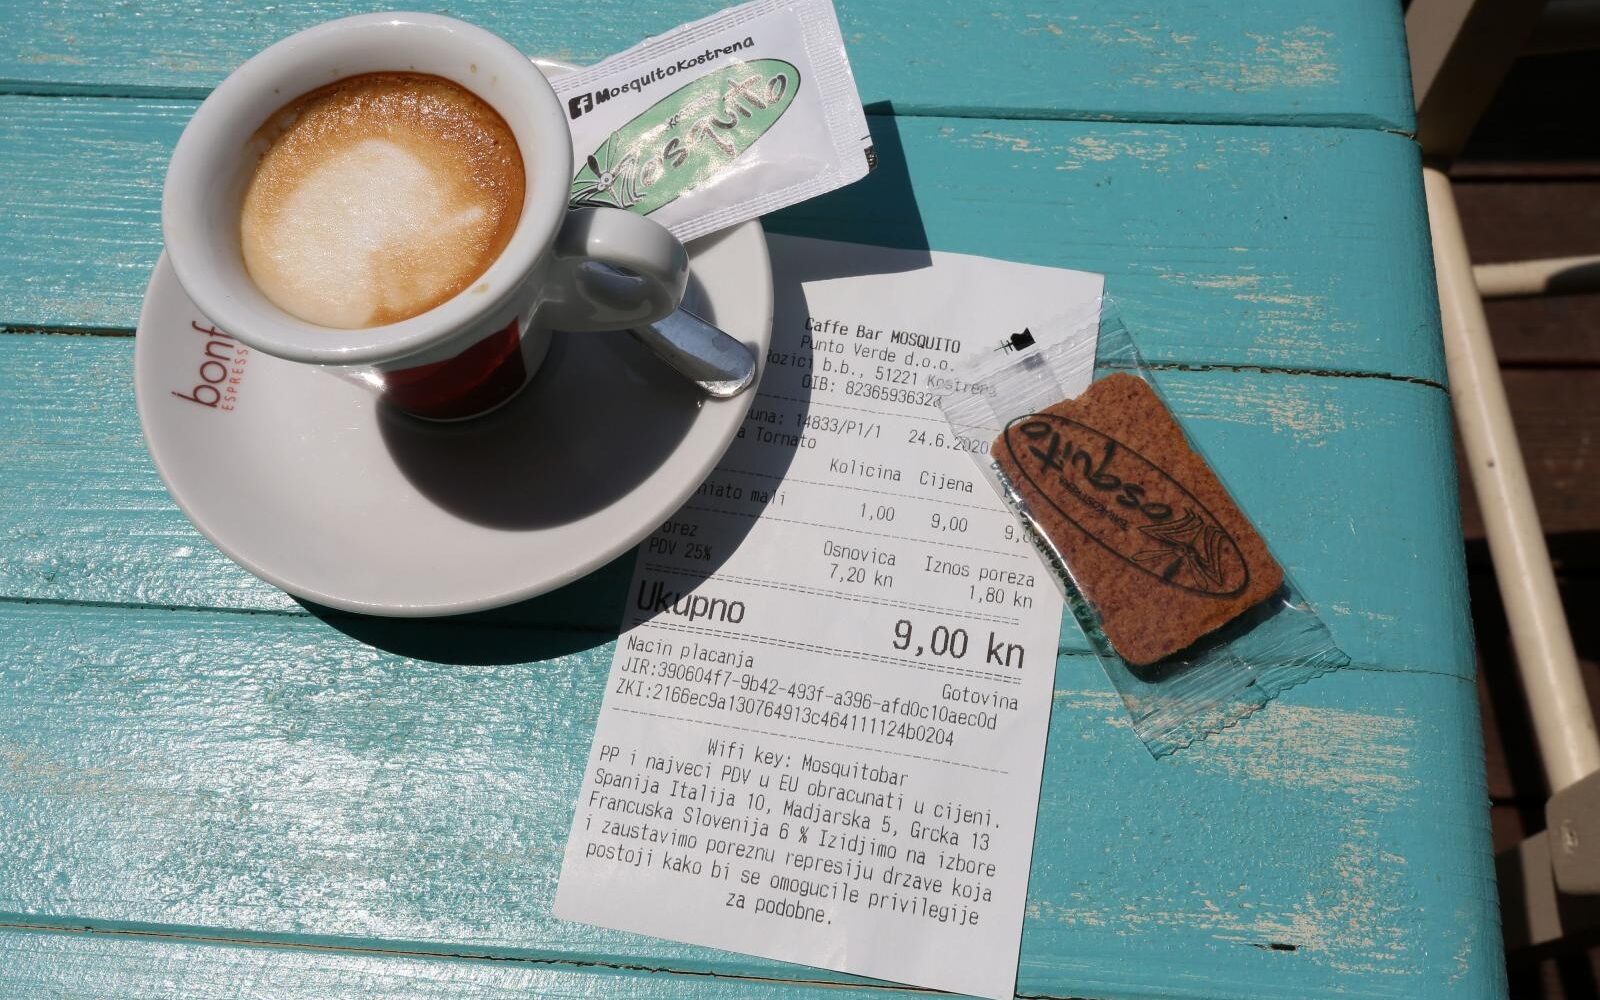 MosquitoKostrena
Mosquito
bonf
ESPRESS
Caffe Bar MOSQUITO
Punto Verde d.o.o.
Rozici b.b., 51221 Kostrena
OIB: 82365936326
14833/P1/1 24.6.2020
a Tornato
Kolicina Cijena
mali
1,00 9,00
PDV 25%
Osnovica Iznos poreza
7,20 kn 1,80 kn
Ukupno 9,00 kn
Nacin placanja Gotovina
JIR:390604f7-9b42-493f-a396-afd0c10aec0d
ZKI:2166ec9a130764913c464111124b0204
Wifi key: Mosquitobar
PP i najveci PDV u EU obracunati u cijeni.
Spanija Italija 10, Madjarska 5, Grcka 13
Francuska Slovenija 6 % Izidjimo na izbore
i zaustavimo poreznu represiju drzave koja
postoji kako bi se omogucile privilegije
za podobne.
Mosquito